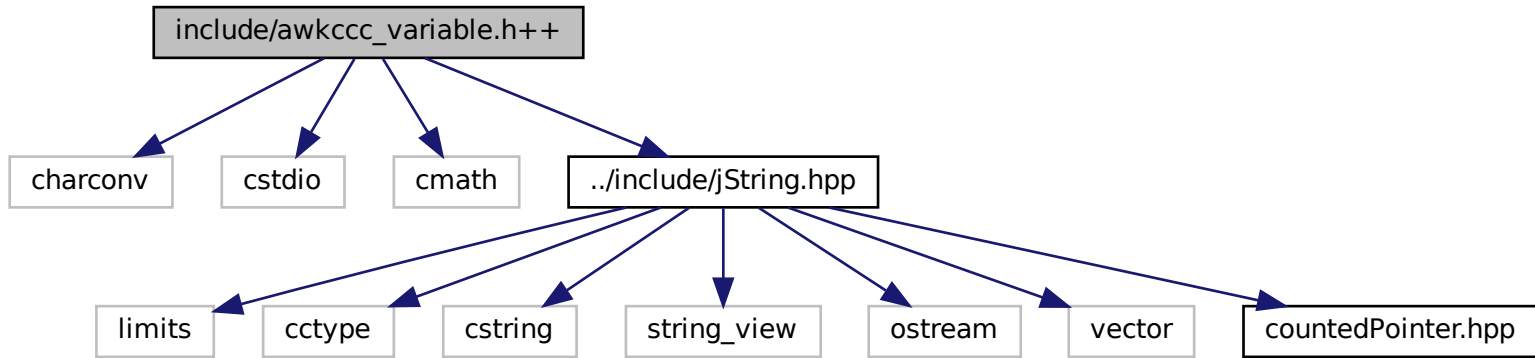 include/awkccc_variable.h++
charconv
cstdio
cmath
../include/jString.hpp
limits
cctype
cstring
string_view
ostream
vector
countedPointer.hpp